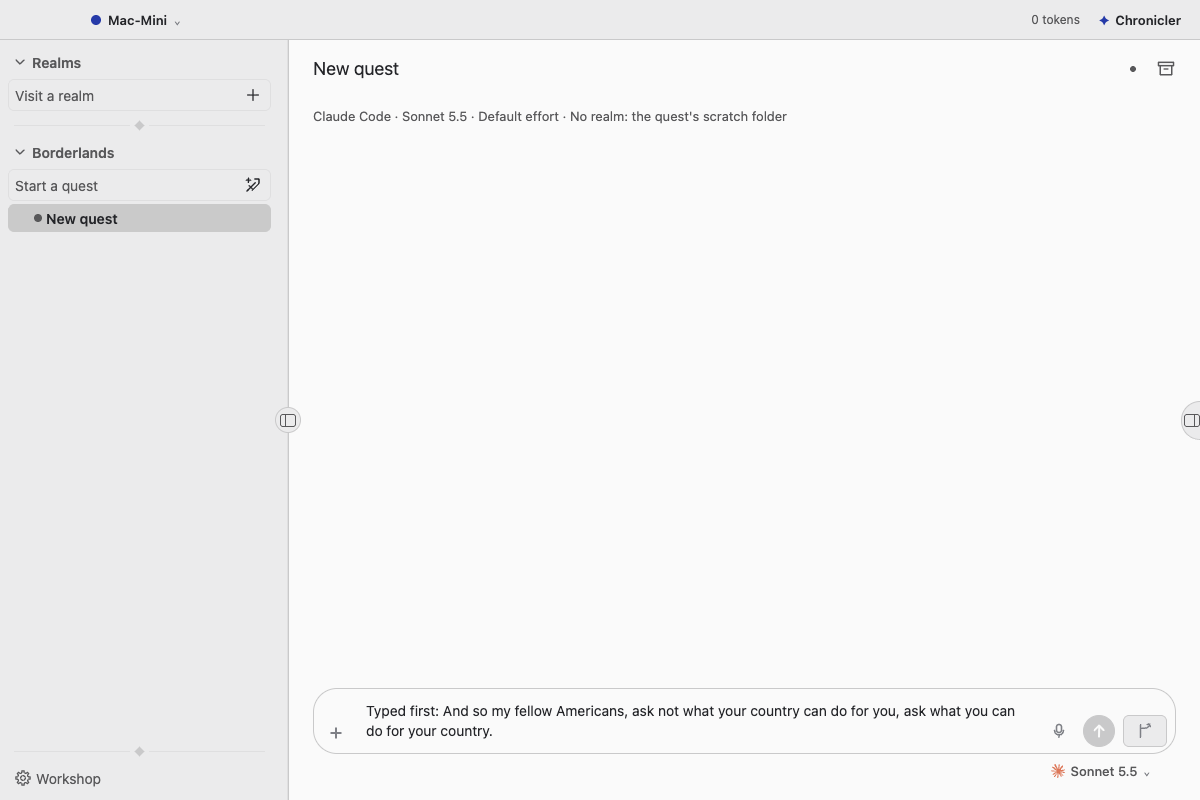 Mac-Mini
0 tokens
Chronicler
Realms
Visit a realm
Borderlands
Start a quest
New quest
Workshop
New quest
Claude Code · Sonnet 5.5 · Default effort · No realm: the quest's scratch folder
Typed first: And so my fellow Americans, ask not what your country can do for you, ask what you can
do for your country.
Sonnet 5.5